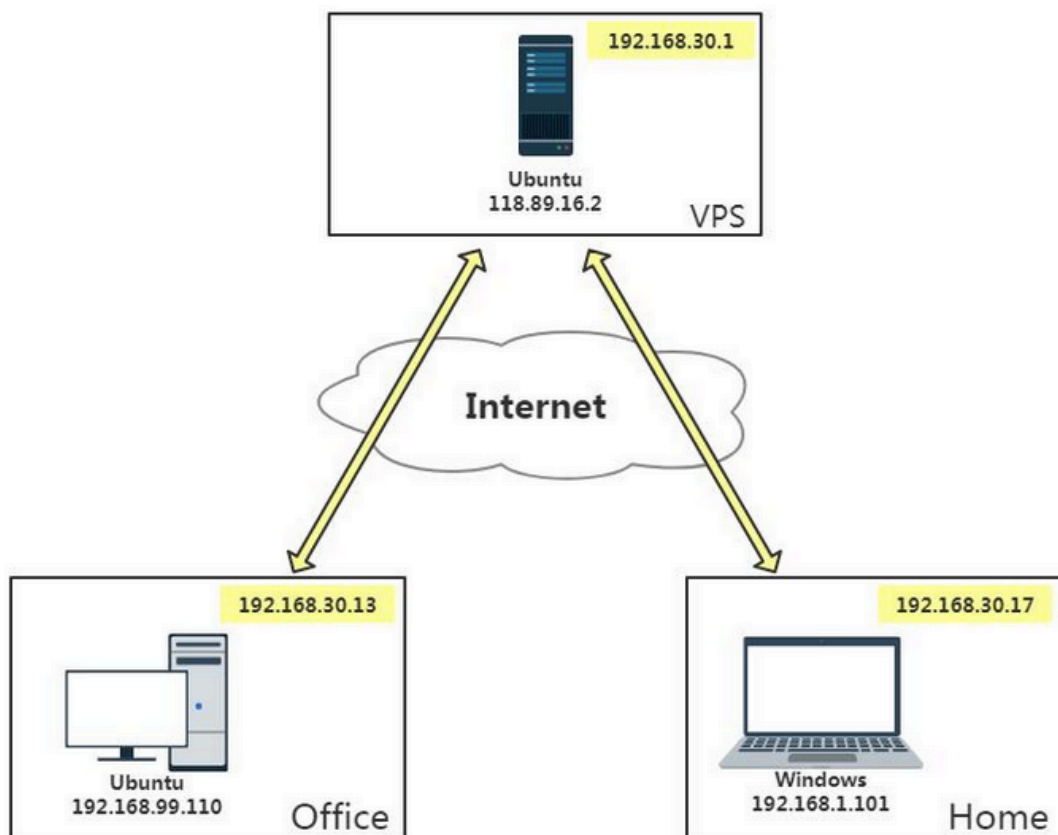 192.168.30.1
Ubuntu
118.89.16.2
VPS
Internet
192.168.30.13
Ubuntu
192.168.99.110
Office
192.168.30.17
Windows
192.168.1.101
Home